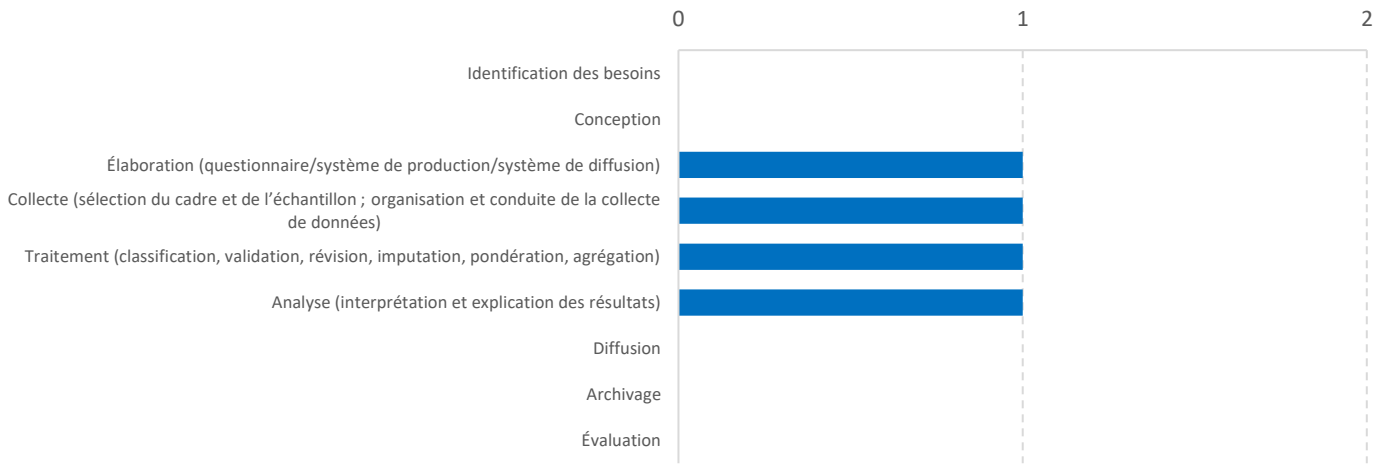 0 1 2
Identification des besoins
Conception
Élaboration (questionnaire/système de production/système de diffusion)
Collecte (sélection du cadre et de l’échantillon ; organisation et conduite de la collecte
de données)
Traitement (classification, validation, révision, imputation, pondération, agrégation)
Analyse (interprétation et explication des résultats)
Diffusion
Archivage
Évaluation